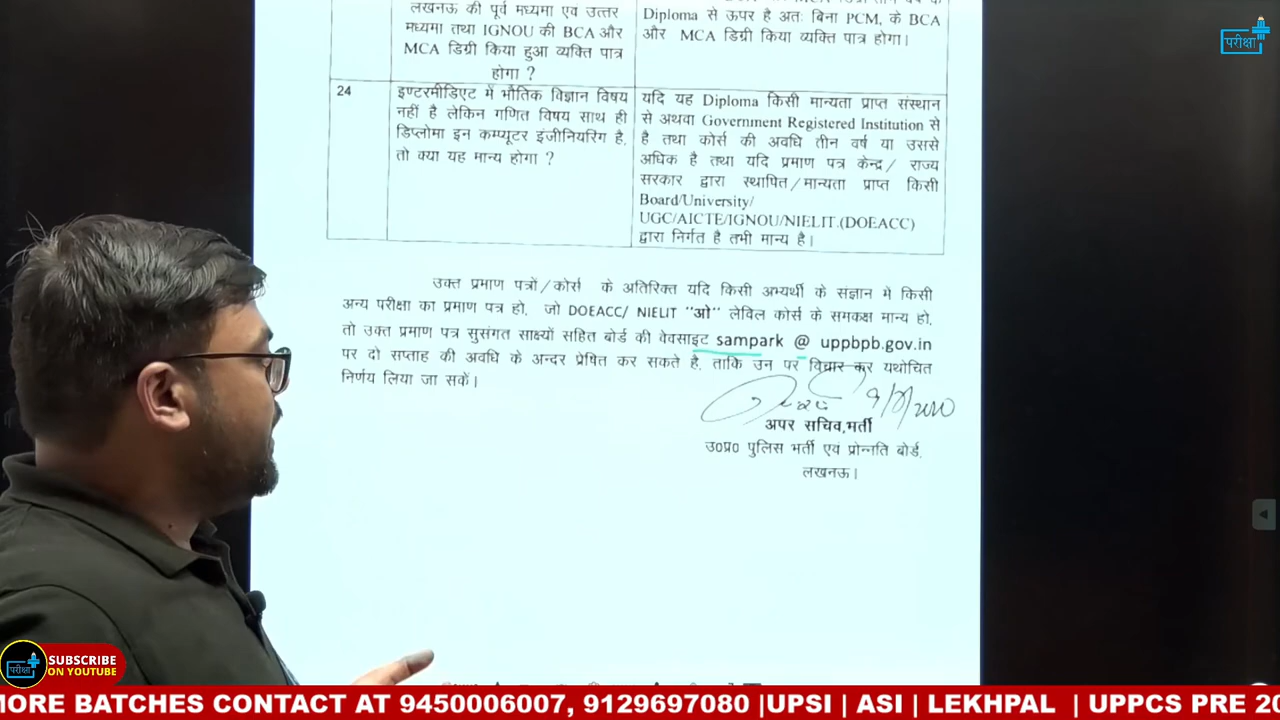 लखनऊ की पूर्व मध्यमा एवं उत्तर
मध्यमा तथा IGNOU की BCA और
MCA डिग्री किया हुआ व्यक्ति पात्र
होगा ?
Diploma से ऊपर है अतः बिना PCM, के BCA
और MCA डिग्री किया व्यक्ति पात्र होगा।
24
इण्टरमीडिएट में भौतिक विज्ञान विषय
नहीं है लेकिन गणित विषय साथ ही
डिप्लोमा इन कम्प्यूटर इंजीनियरिंग है,
तो क्या यह मान्य होगा ?
यदि यह Diploma किसी मान्यता प्राप्त संस्थान
से अथवा Government Registered Institution से
है तथा कोर्स की अवधि तीन वर्ष या उससे
अधिक है तथा यदि प्रमाण पत्र केन्द्र/ राज्य
सरकार द्वारा स्थापित/मान्यता प्राप्त किसी
Board/University/
UGC/AICTE/IGNOU/NIELIT.(DOEACC)
द्वारा निर्गत है तभी मान्य है।
उक्त प्रमाण पत्रों/कोर्स के अतिरिक्त यदि किसी अभ्यर्थी के संज्ञान में किसी
अन्य परीक्षा का प्रमाण पत्र हो, जो DOEACC/ NIELIT "ओ" लेविल कोर्स के समकक्ष मान्य हो,
तो उक्त प्रमाण पत्र सुसंगत साक्ष्यों सहित बोर्ड की वेवसाइट sampark @ uppbpb.gov.in
पर दो सप्ताह की अवधि के अन्दर प्रेषित कर सकते है, ताकि उन पर विचार कर यथोचित
निर्णय लिया जा सकें।
अपर सचिव,भर्ती
उ0प्र0 पुलिस भर्ती एवं प्रोन्नति बोर्ड,
लखनऊ।
परीक्षा
परीक्षा
SUBSCRIBE
ON YOUTUBE
MORE BATCHES CONTACT AT 9450006007, 9129697080 |UPSI | ASI | LEKHPAL | UPPCS PRE 20